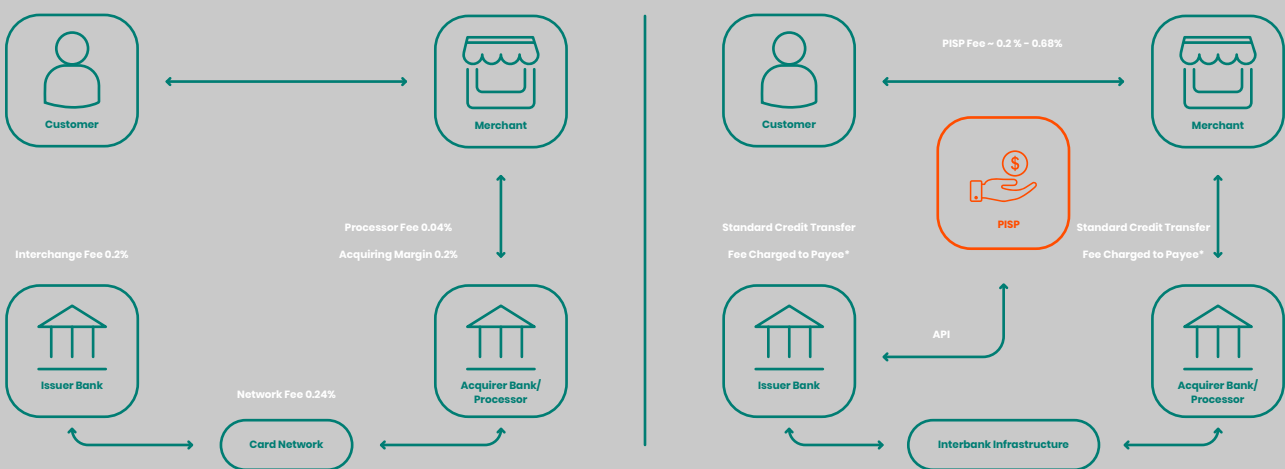 Customer
Merchant
Processor Fee 0.04%
Interchange Fee 0.2%
Acquiring Margin 0.2%
Issuer Bank
Acquirer Bank/
Processor
Network Fee 0.24%
Card Network
PISP Fee ~ 0.2 % - 0.68%
Customer
Merchant
$
PISP
Standard Credit Transfer
Fee Charged to Payee*
Standard Credit Transfer
Fee Charged to Payee*
API
Issuer Bank
Acquirer Bank/
Processor
Interbank Infrastructure